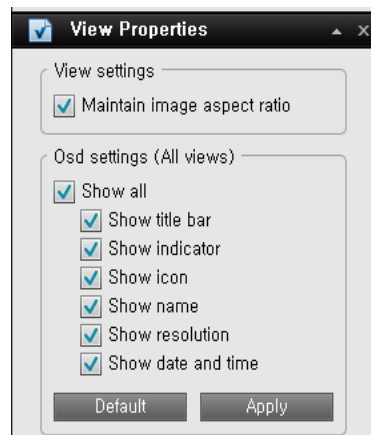 View Properties
View settings
Maintain image aspect ratio
Osd settings (All views)
Show all
Show title bar
Show indicator
Show icon
Show name
Show resolution
Show date and time
Default Apply